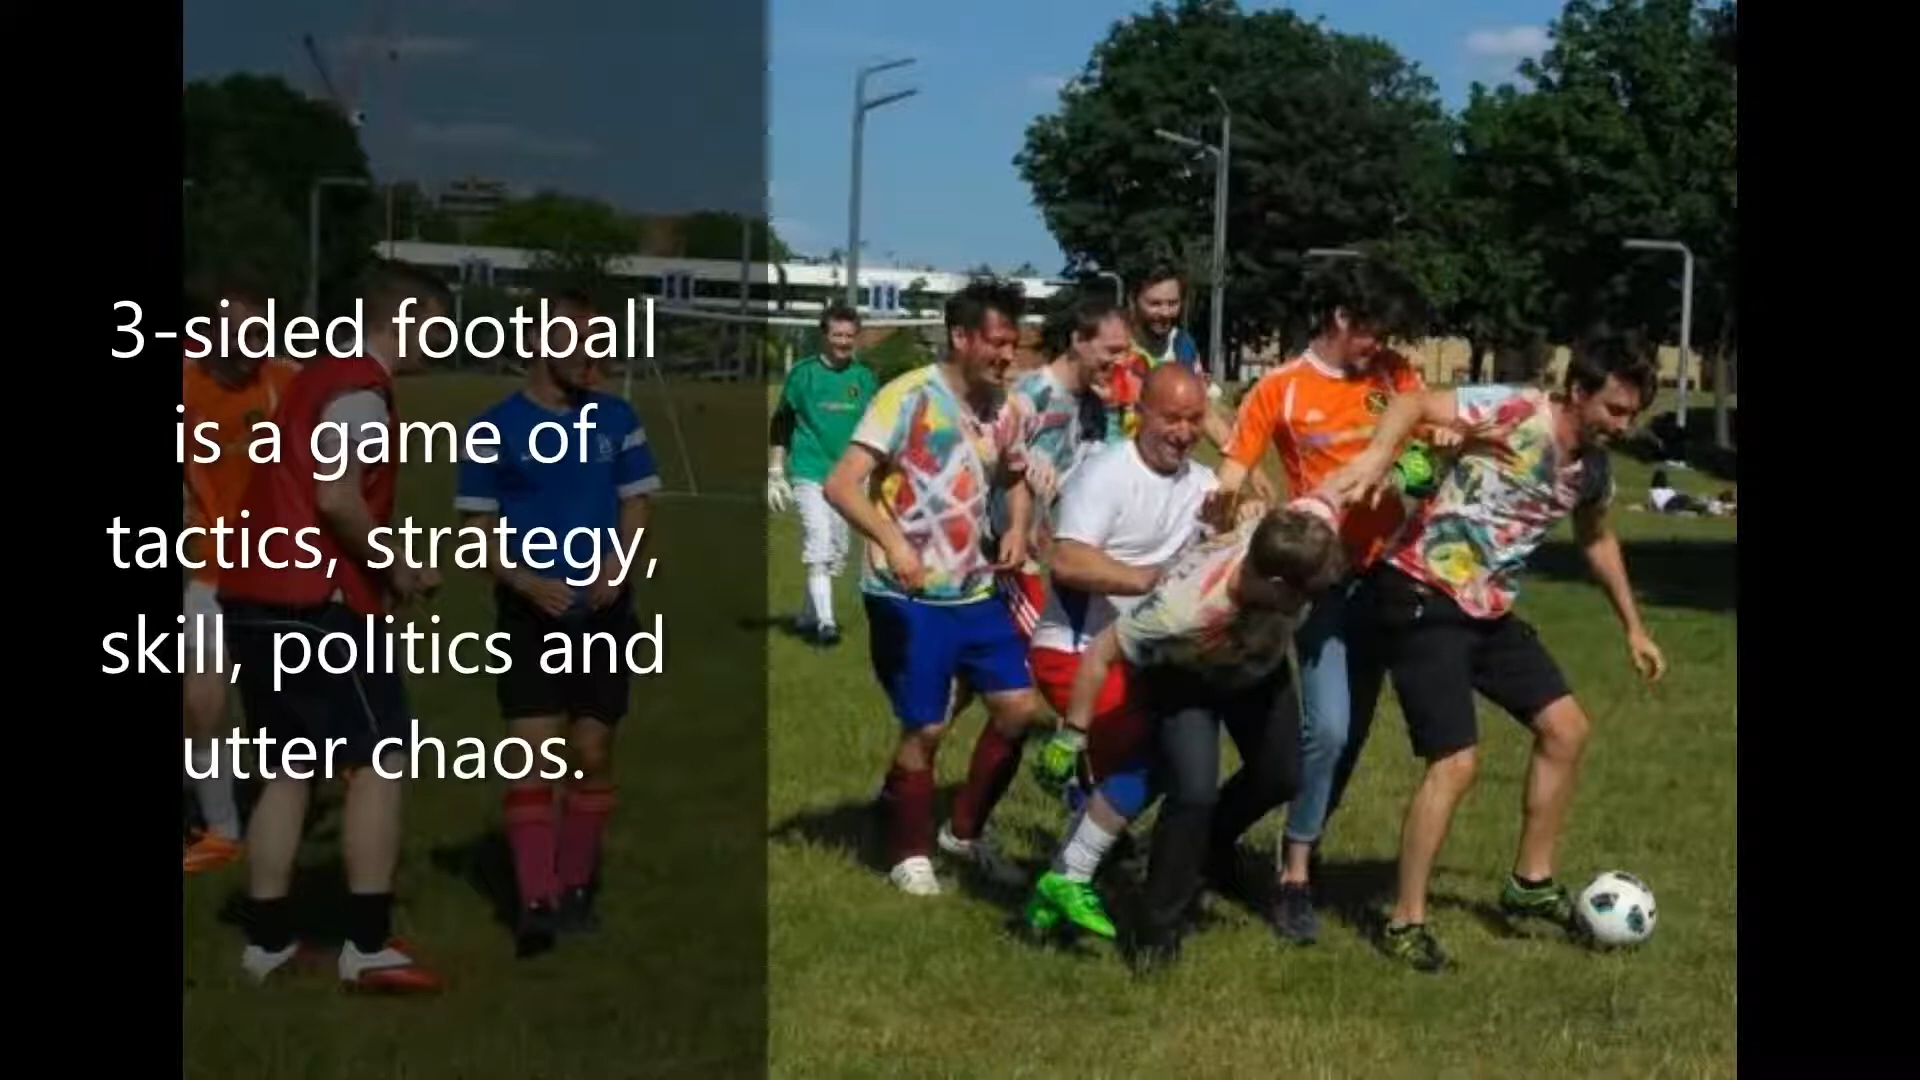 3-sided football
is a game of
tactics, strategy,
skill, politics and
utter chaos.